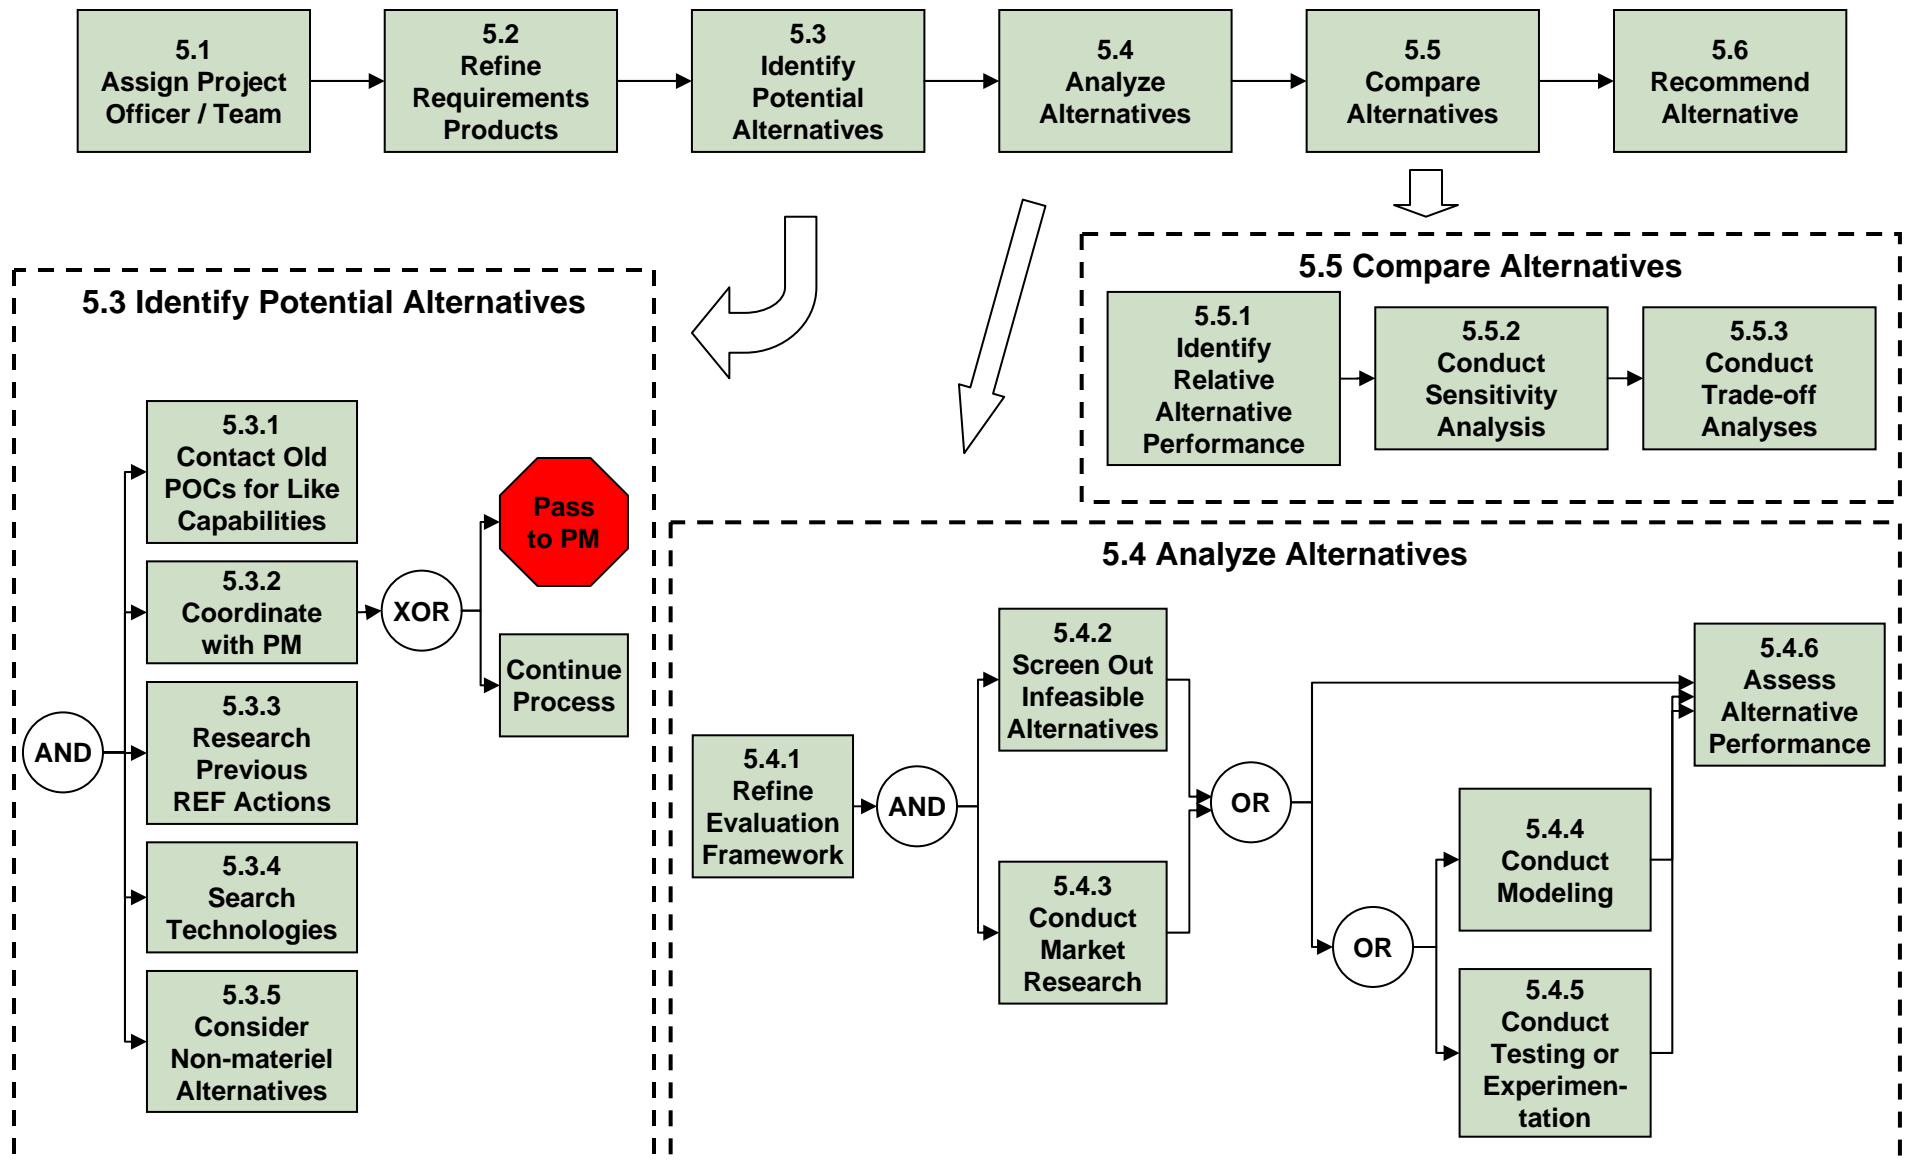 5.1
Assign Project
Officer / Team
5.2
Refine
Requirements
Products
5.3
Identify
Potential
Alternatives
5.4
Analyze
Alternatives
5.5
Compare
Alternatives
5.6
Recommend
Alternative
5.3 Identify Potential Alternatives
AND
5.3.1
Contact Old
POCs for Like
Capabilities
5.3.2
Coordinate
with PM
XOR
Pass
to PM
Continue
Process
5.3.3
Research
Previous
REF Actions
5.3.4
Search
Technologies
5.3.5
Consider
Non-materiel
Alternatives
5.5 Compare Alternatives
5.5.1
Identify
Relative
Alternative
Performance
5.5.2
Conduct
Sensitivity
Analysis
5.5.3
Conduct
Trade-off
Analyses
5.4 Analyze Alternatives
5.4.1
Refine
Evaluation
Framework
AND
5.4.2
Screen Out
Infeasible
Alternatives
5.4.3
Conduct
Market
Research
OR
OR
5.4.4
Conduct
Modeling
5.4.5
Conduct
Testing or
Experimen-
tation
5.4.6
Assess
Alternative
Performance